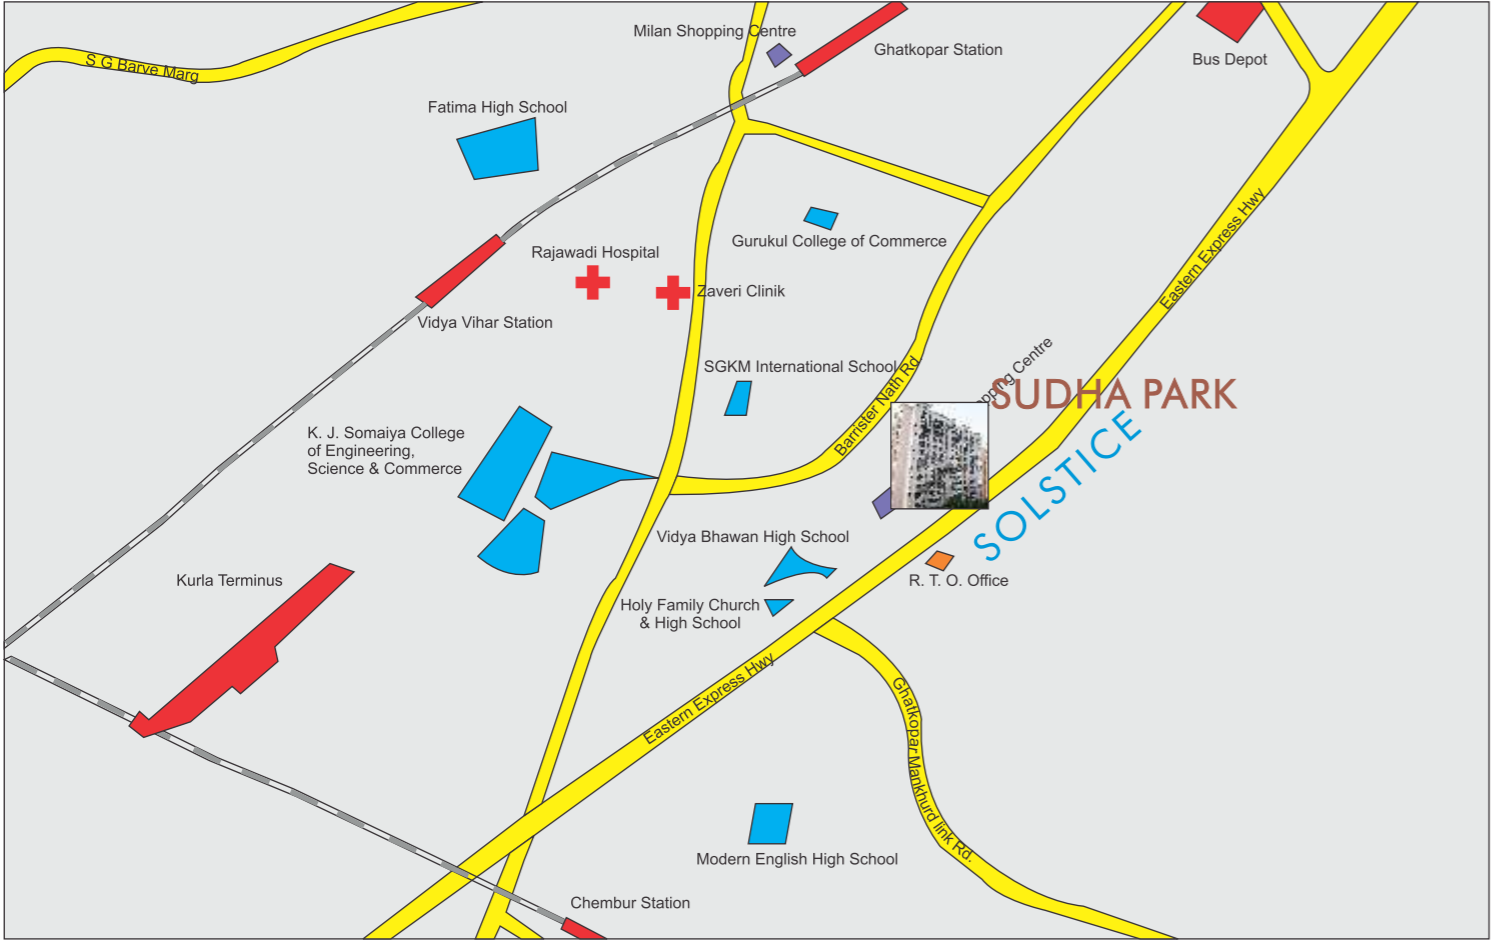 Milan Shopping Centre
Ghatkopar Station
Bus Depot
S G Barve Marg
Fatima High School
Gurukul College of Commerce
Eastern Express Hwy
Rajawadi Hospital
Zaveri Clinik
Vidya Vihar Station
SGKM International School
Barrister Nath Rd
Centre
SUDHA PARK
SOLSTICE
K. J. Somaiya College
of Engineering,
Science & Commerce
Vidya Bhawan High School
R. T. O. Office
Kurla Terminus
Holy Family Church
& High School
Eastern Express Hwy
Ghatkopar Mankhurd link Rd.
Modern English High School
Chembur Station